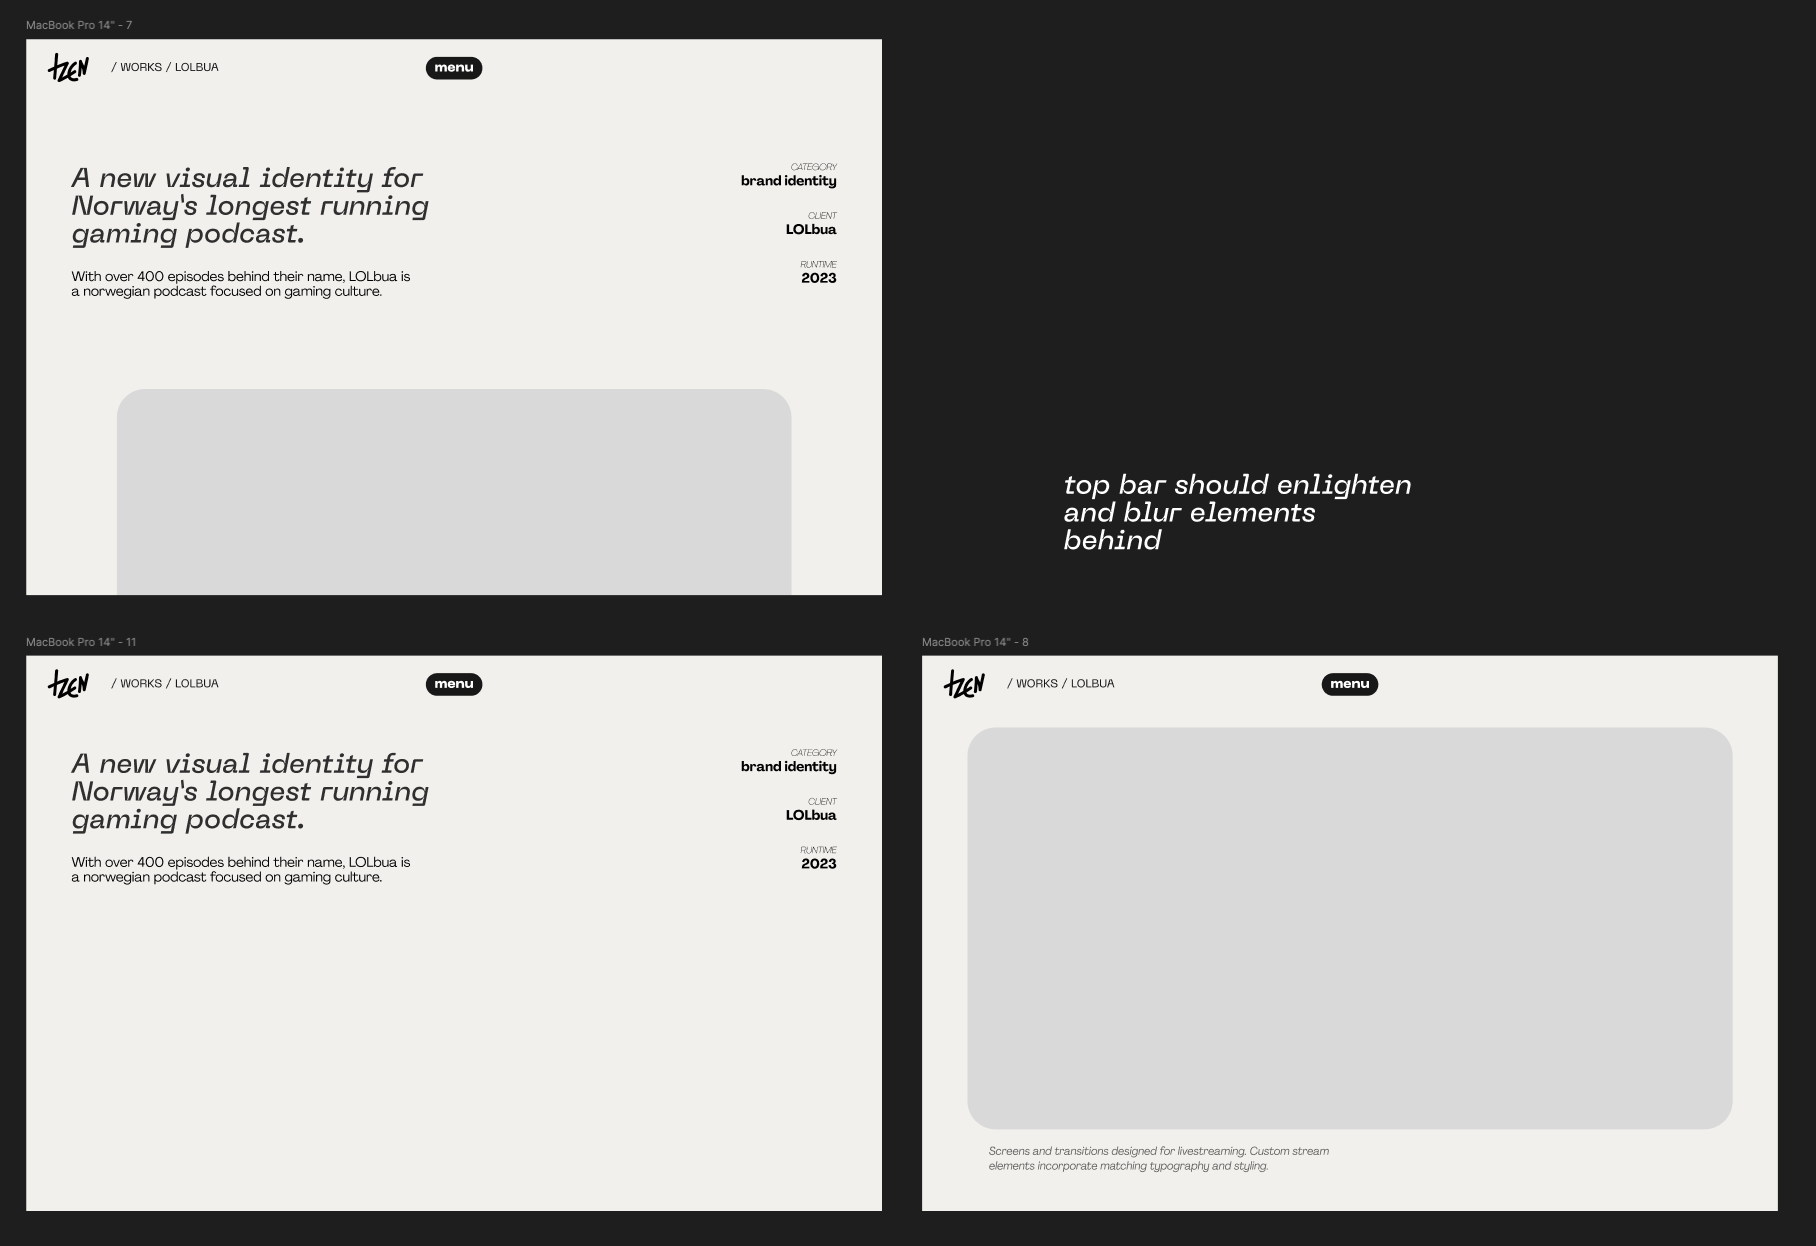 MacBook Pro 14" - 7
tZEN / WORKS / LOLBUA menu
A new visual identity for
Norway's longest running
gaming podcast.
With over 400 episodes behind their name, LOLbua is
a norwegian podcast focused on gaming culture.
CATEGORY
brand identity
CLIENT
LOLbua
RUNTIME
2023
top bar should enlighten
and blur elements
behind
MacBook Pro 14" - 11
tZEN / WORKS / LOLBUA menu
A new visual identity for
Norway's longest running
gaming podcast.
With over 400 episodes behind their name, LOLbua is
a norwegian podcast focused on gaming culture.
CATEGORY
brand identity
CLIENT
LOLbua
RUNTIME
2023
MacBook Pro 14" - 8
tZEN / WORKS / LOLBUA menu
Screens and transitions designed for livestreaming. Custom stream
elements incorporate matching typography and styling.